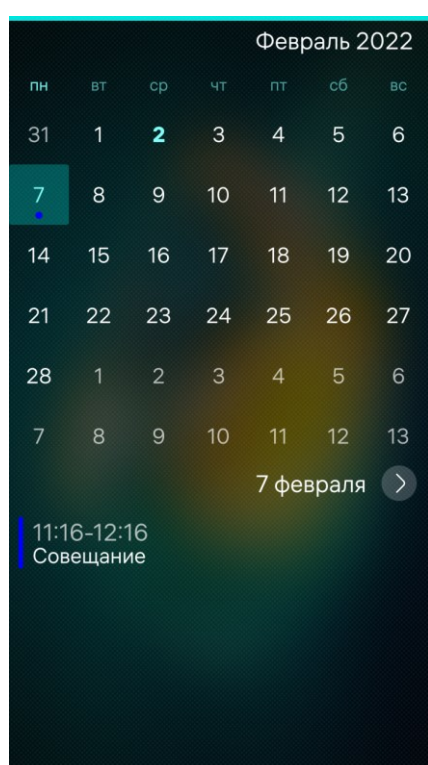 Февраль 2022
пн вт ср чт пт сб вс
31 1 2 3 4 5 6
7 8 9 10 11 12 13
14 15 16 17 18 19 20
21 22 23 24 25 26 27
28 1 2 3 4 5 6
7 8 9 10 11 12 13
7 февраля
11:16-12:16
Совещание